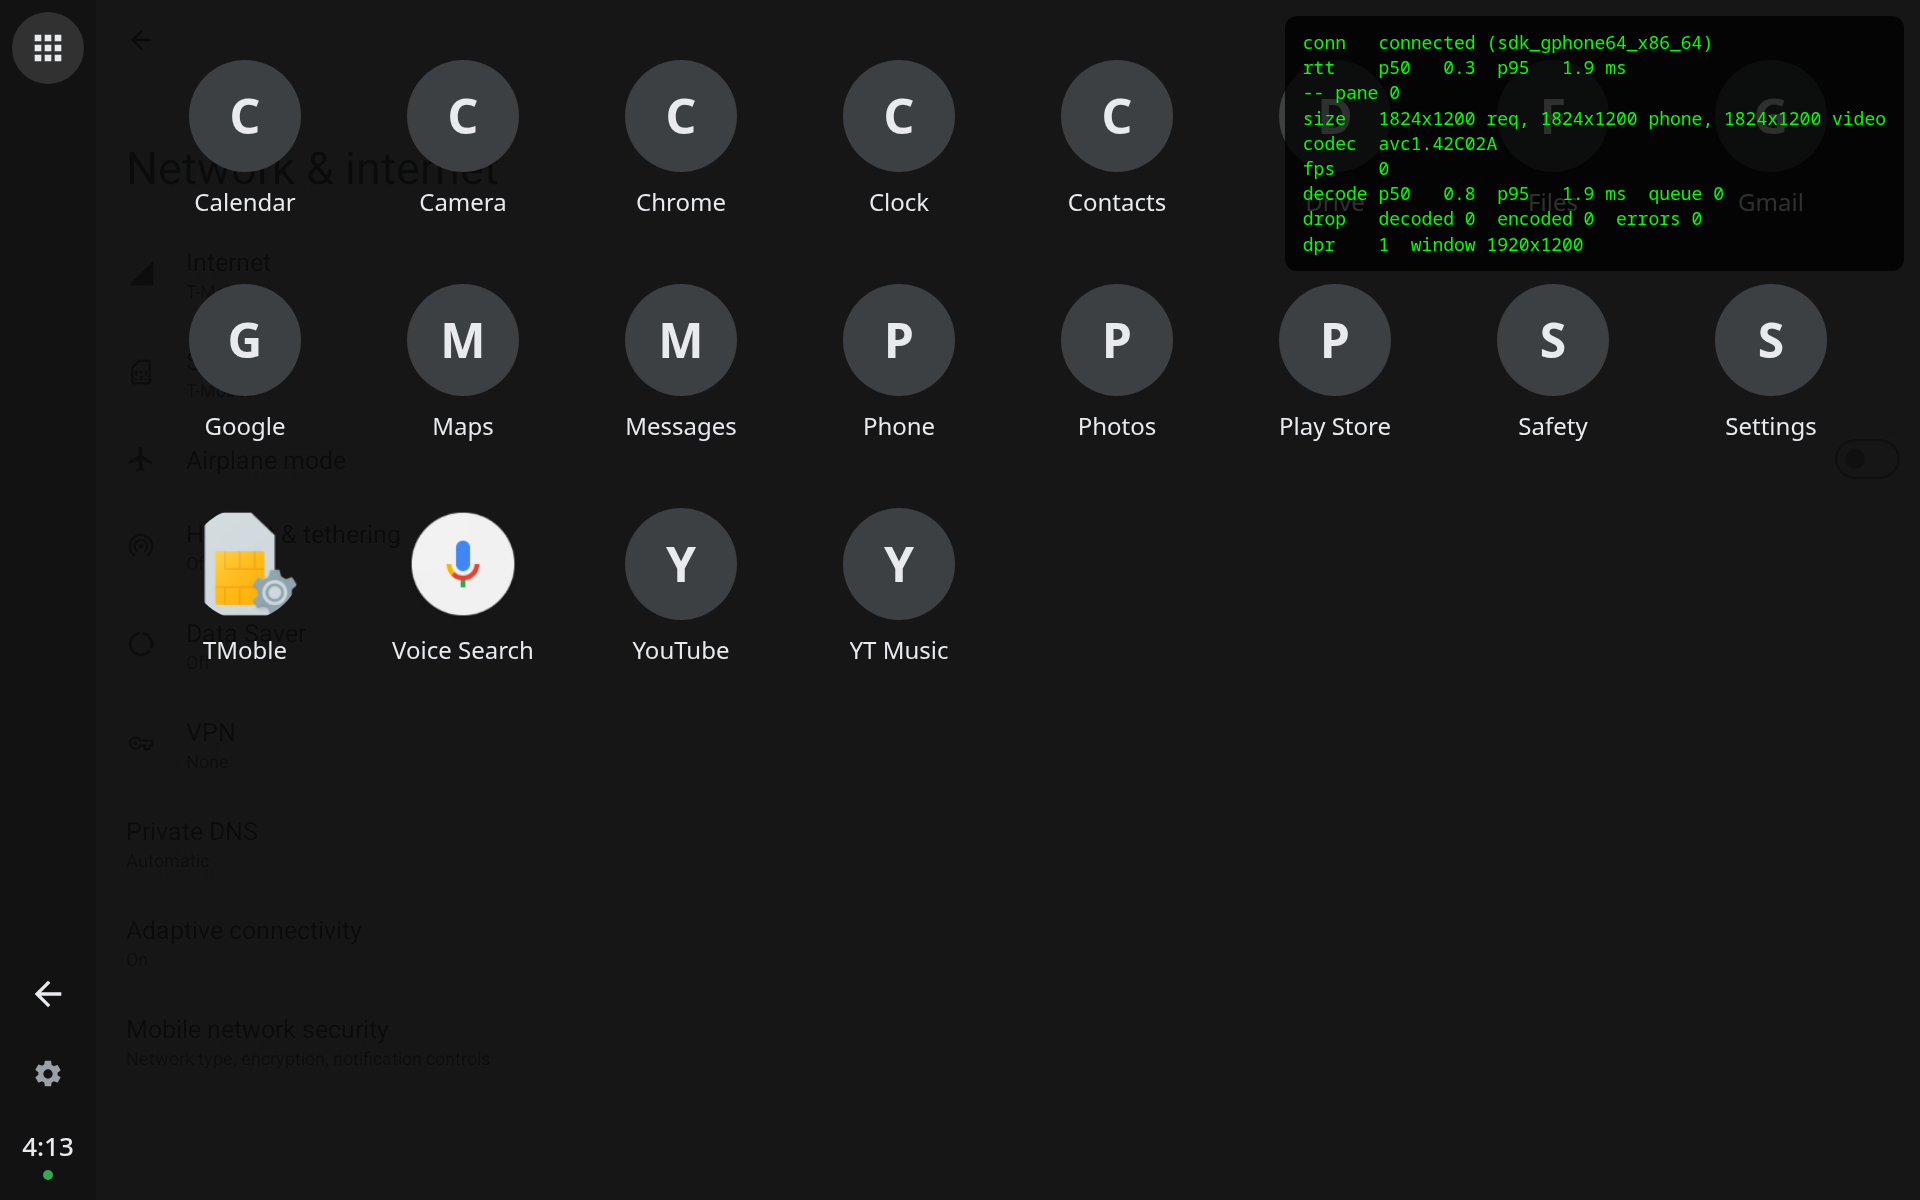 conn connected (sdk_gphone64_x86_64)
rtt p50 0.3 p95 1.9 ms
-- pane 0
size 1824x1200 req, 1824x1200 phone, 1824x1200 video
codec avc1.42C02A
fps 0
decode p50 0.8 p95 1.9 ms queue 0
drop decoded 0 encoded 0 errors 0
dpr 1 window 1920x1200
C C C C C D F G
Network & internet
Calendar Camera Chrome Clock Contacts Drive Files Gmail
Internet
G M M P P P S S
Google Maps Messages Phone Photos Play Store Safety Settings
Airplane mode
& tethering
Y Y
Data Saver
Off
TMoble Voice Search YouTube YT Music
VPN
None
Private DNS
Automatic
Adaptive connectivity
On
Mobile network security
Network type, encryption, notification controls
4:13